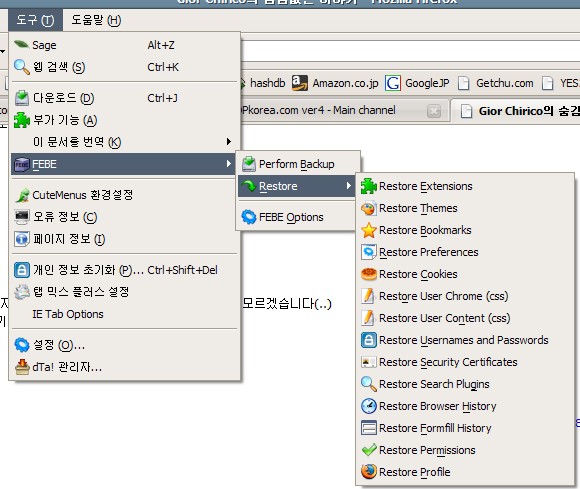 Gior Chirico의 숨김없는 이야기 - Mozilla Firefox
도구 (T) 도움말 (H)
hashdb Amazon.co.jp GoogleJP Getchu.com YES
Pkorea.com ver4 - Main channel
Gior Chirico의 숨김
Sage Alt+Z
웹 검색 (S) Ctrl+K
다운로드 (D) Ctrl+J
부가 기능 (A)
이 문서를 번역 (K)
FEBE
CuteMenus 환경설정
오류 정보 (C)
페이지 정보 (I)
개인 정보 초기화 (P)... Ctrl+Shift+Del
탭 믹스 플러스 설정
IE Tab Options
설정 (O)...
dTa! 관리자...
Perform Backup
Restore
FEBE Options
Restore Extensions
Restore Themes
Restore Bookmarks
Restore Preferences
Restore Cookies
Restore User Chrome (css)
Restore User Content (css)
Restore Usernames and Passwords
Restore Security Certificates
Restore Search Plugins
Restore Browser History
Restore Formfill History
Restore Permissions
Restore Profile
모르겠습니다(..)